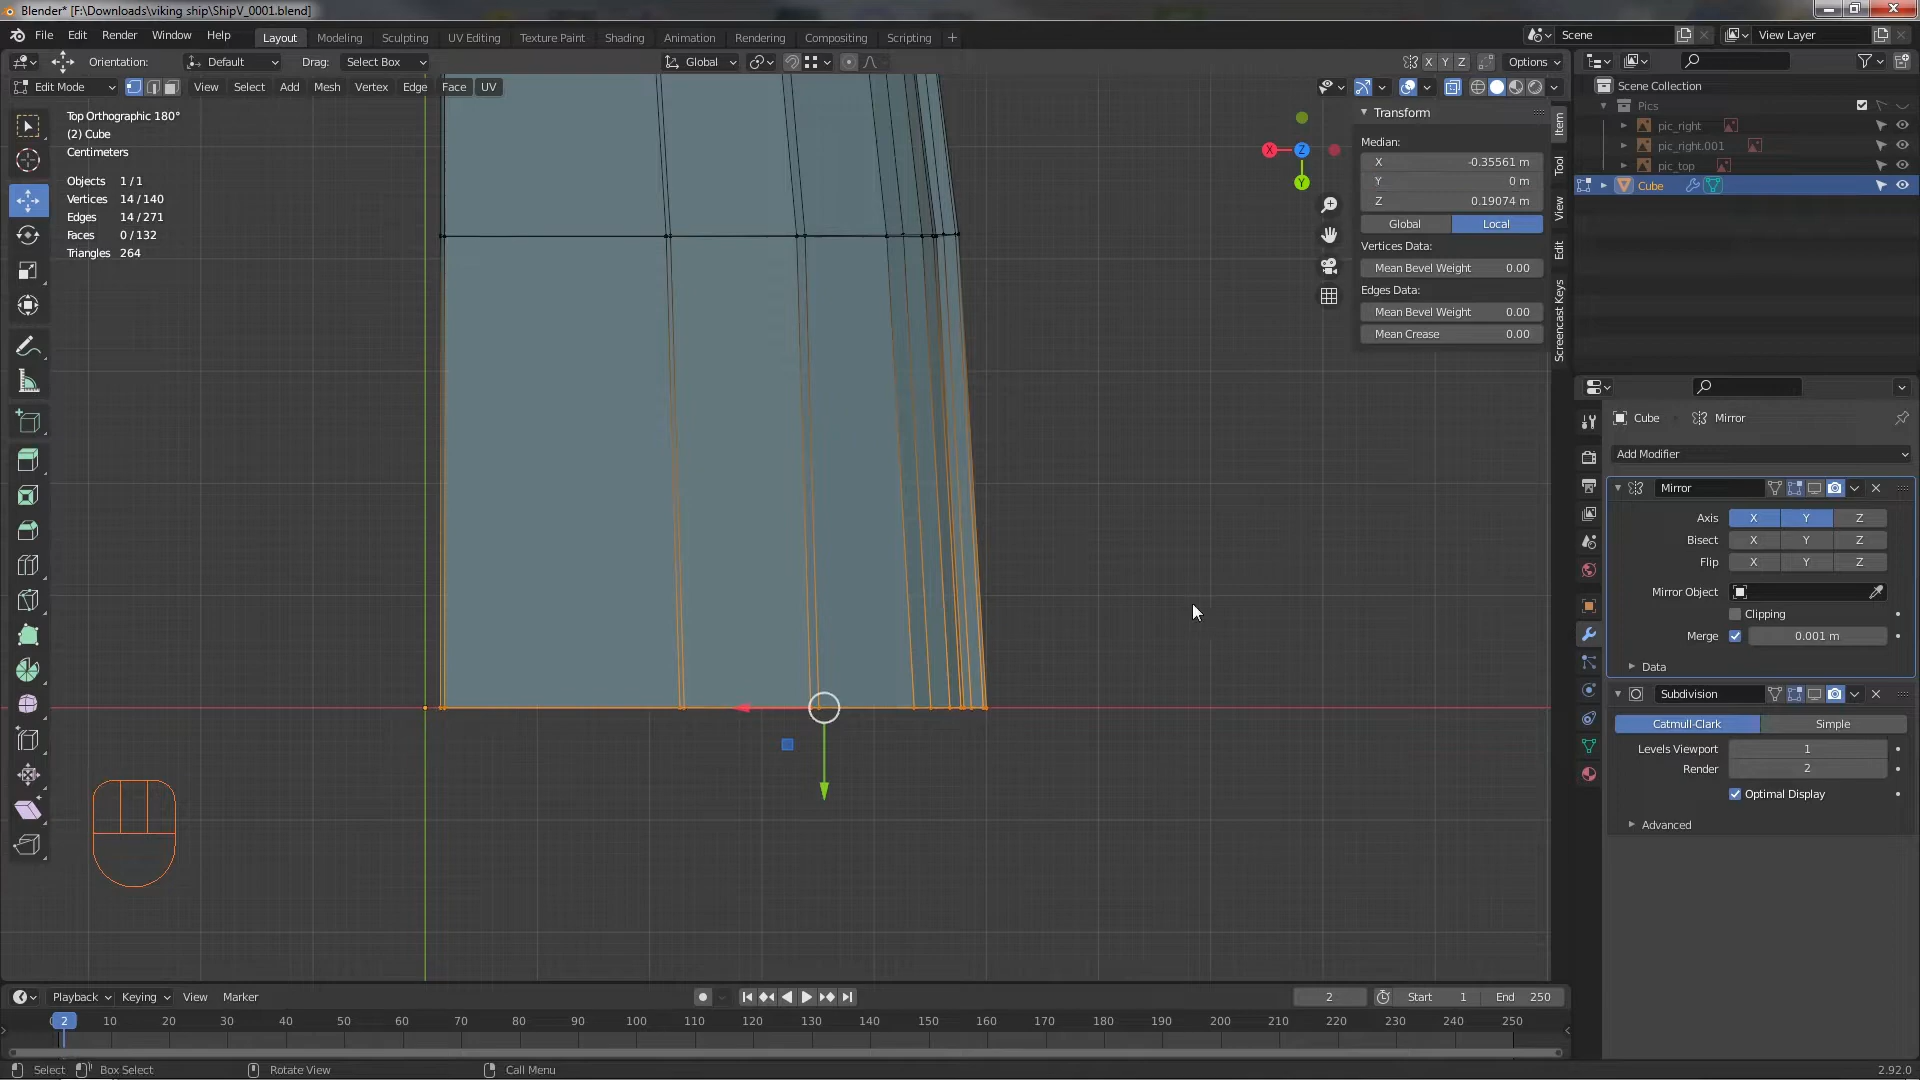 Blender* [F:\Downloads\viking ship\ShipV_0001.blend]
File Edit Render Window Help Layout Modeling Sculpting UV Editing Texture Paint Shading Animation Rendering Compositing Scripting + Scene View Layer
Orientation: Default Drag: Select Box Global X Y Z Options
Edit Mode View Select Add Mesh Vertex Edge Face UV
Top Orthographic 180°
(2) Cube
Centimeters
Objects 1 / 1
Vertices 14 / 140
Edges 14 / 271
Faces 0 / 132
Triangles 264
X Z Y
Transform
Median:
X -0.35561 m
Y 0 m
Z 0.19074 m
Global Local
Vertices Data:
Mean Bevel Weight 0.00
Edges Data:
Mean Bevel Weight 0.00
Mean Crease 0.00
Item
Tool
View
Edit
Screencast Keys
Scene Collection
Pics
pic_right
pic_right.001
pic_top
Cube
Cube Mirror
Add Modifier
Mirror
Axis X Y Z
Bisect X Y Z
Flip X Y Z
Mirror Object
Clipping
Merge 0.001 m
Data
Subdivision
Catmull-Clark Simple
Levels Viewport 1
Render 2
Optimal Display
Advanced
Playback Keying View Marker 2 Start 1 End 250
2 10 20 30 40 50 60 70 80 90 100 110 120 130 140 150 160 170 180 190 200 210 220 230 240 250
Select Box Select Rotate View Call Menu 2.92.0